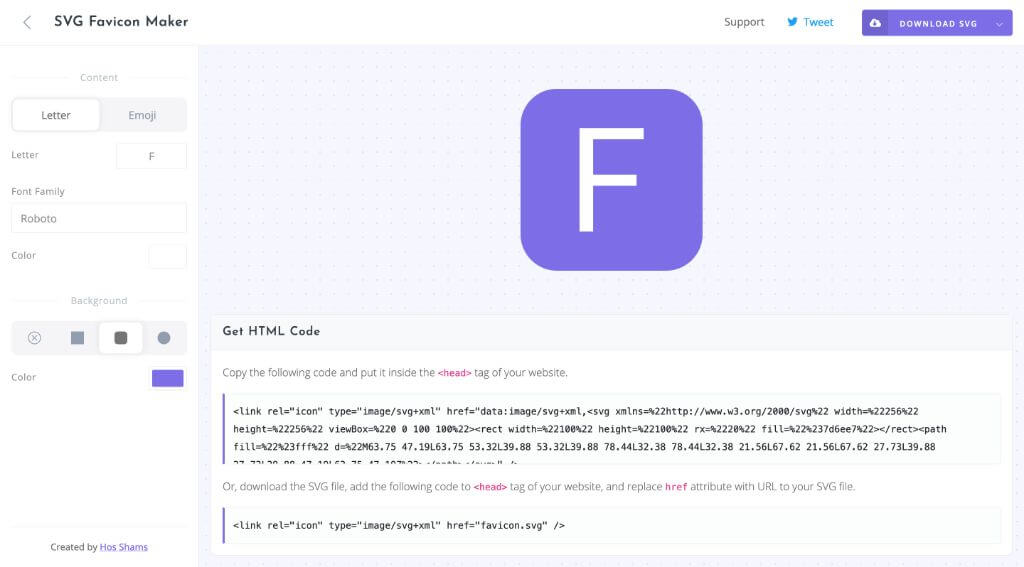 SVG Favicon Maker
Support
Tweet
DOWNLOAD SVG
Content
Letter
Emoji
Letter
F
Font Family
Roboto
Color
Background
Color
Created by Hos Shams
F
Get HTML Code
Copy the following code and put it inside the <head> tag of your website.
<link rel="icon" type="image/svg+xml" href="data:image/svg+xml,<svg xmlns=%22http://www.w3.org/2000/svg%22 width=%22256%22
height=%22256%22 viewBox=%220 0 100 100%22><rect width=%22100%22 height=%22100%22 rx=%2220%22 fill=%22%237d6ee7%22></rect><path
fill=%22%23fff%22 d=%22M63.75 47.19L63.75 53.32L39.88 53.32L39.88 78.44L32.38 78.44L32.38 21.56L67.62 21.56L67.62 27.73L39.88
Or, download the SVG file, add the following code to <head> tag of your website, and replace href attribute with URL to your SVG file.
<link rel="icon" type="image/svg+xml" href="favicon.svg" />